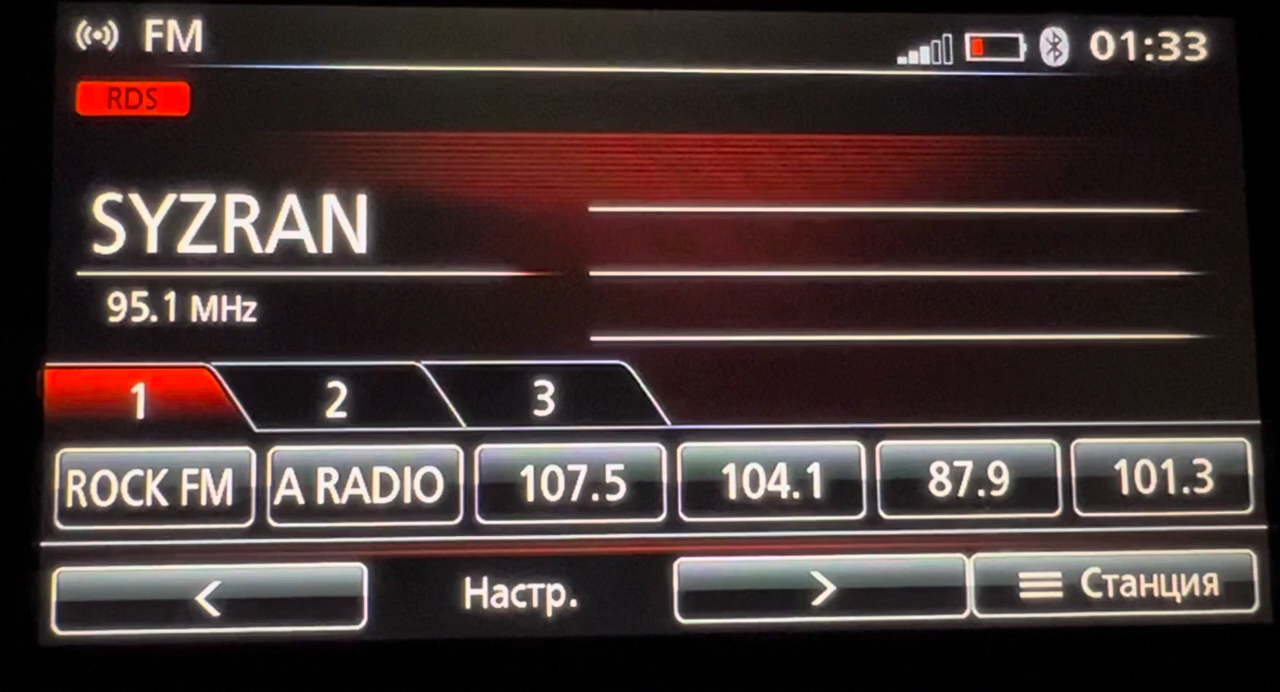 FM 01:33
RDS
SYZRAN
95.1 MHz
1 2 3
ROCK FM A RADIO 107.5 104.1 87.9 101.3
< Настр. > Станция